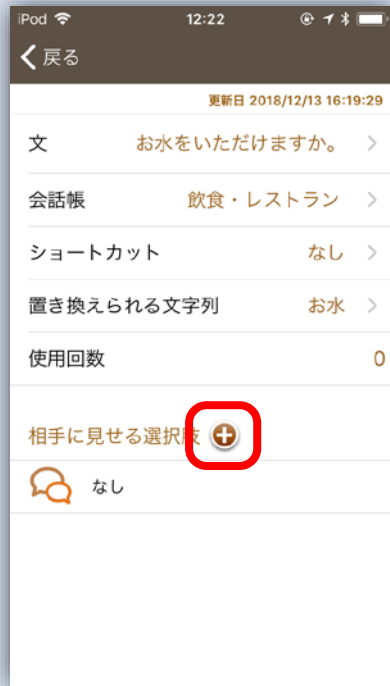 iPod 12:22
戻る
更新日 2018/12/13 16:19:29
文 お水をいただけますか。
会話帳 飲食・レストラン
ショートカット なし
置き換えられる文字列 お水
使用回数 0
相手に見せる選択肢
なし